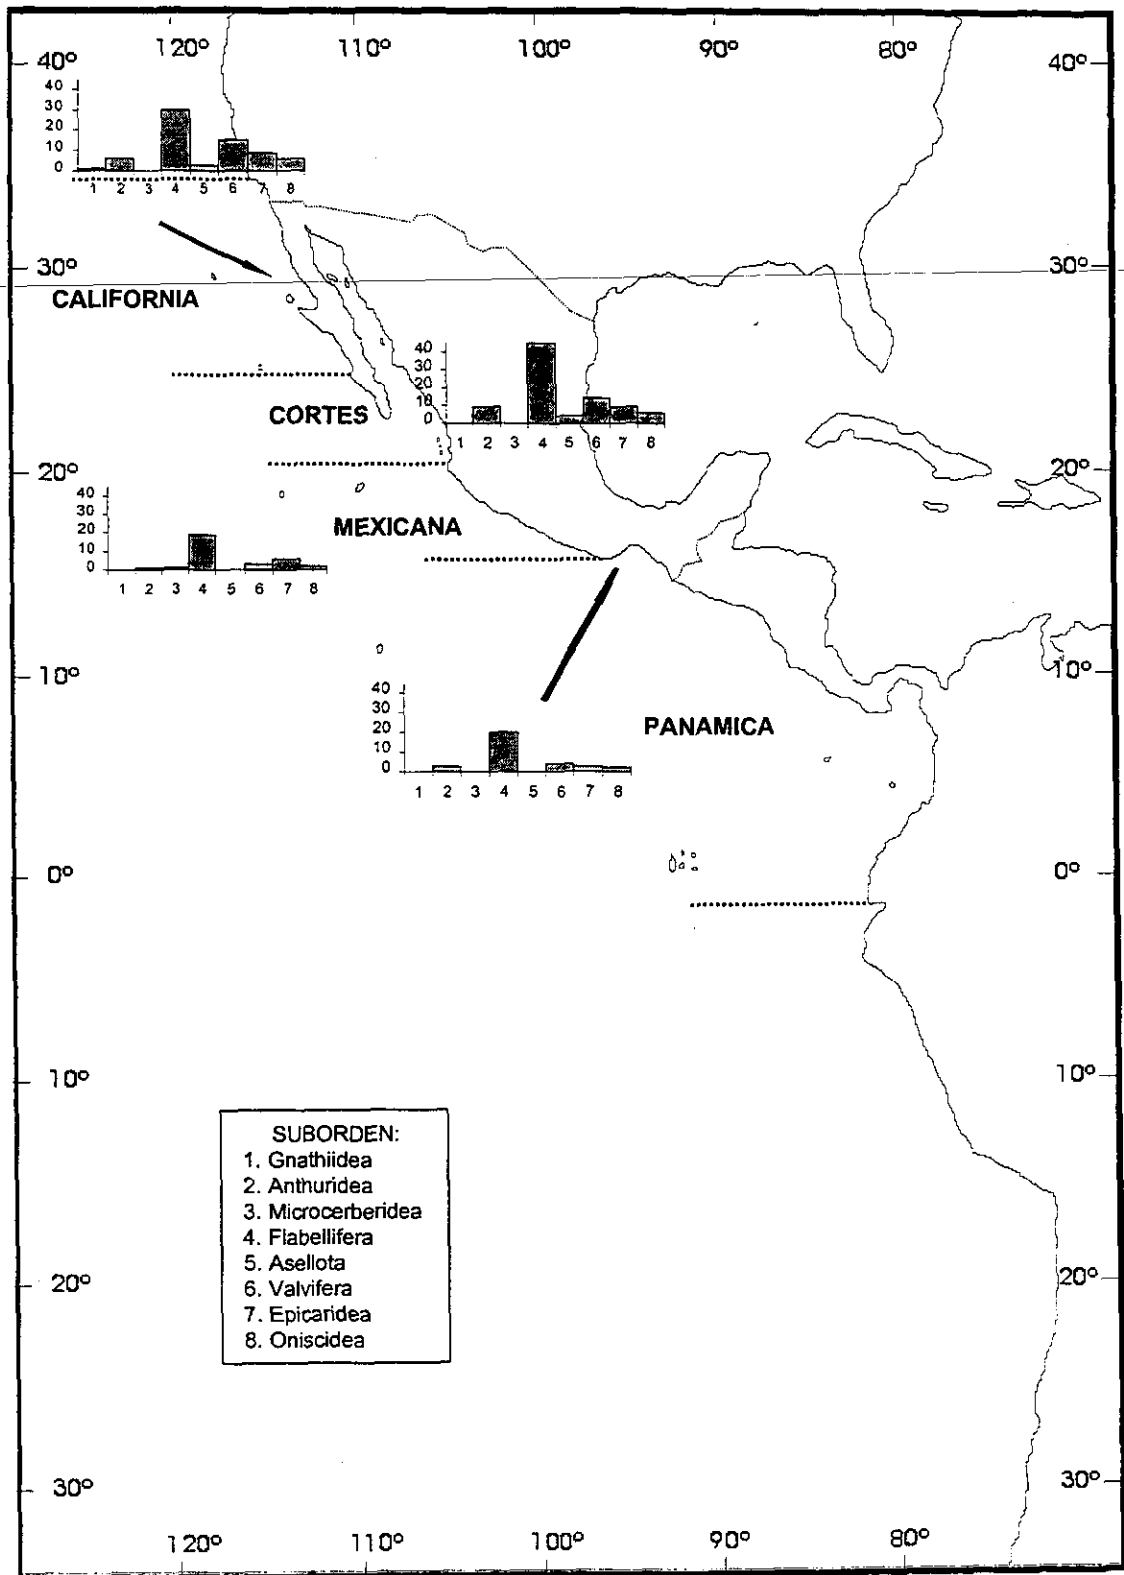 120° 110° 100° 90° 80°
40° 40°
40
30
20
10
0
1 2 3 4 5 6 7 8
30° 30°
CALIFORNIA
40
30
20
10
0
1 2 3 4 5 6 7 8
CORTES
20° 20°
40
30
20
10
0
1 2 3 4 5 6 7 8
MEXICANA
10° 10°
40
30
20
10
0
1 2 3 4 5 6 7 8
PANAMICA
0° 0°
10° 10°
SUBORDEN:
1. Gnathiidea
2. Anthuridea
3. Microcerberidea
4. Flabellifera
5. Asellota
6. Valvifera
7. Epicaridea
8. Oniscidea
20° 20°
30° 30°
120° 110° 100° 90° 80°